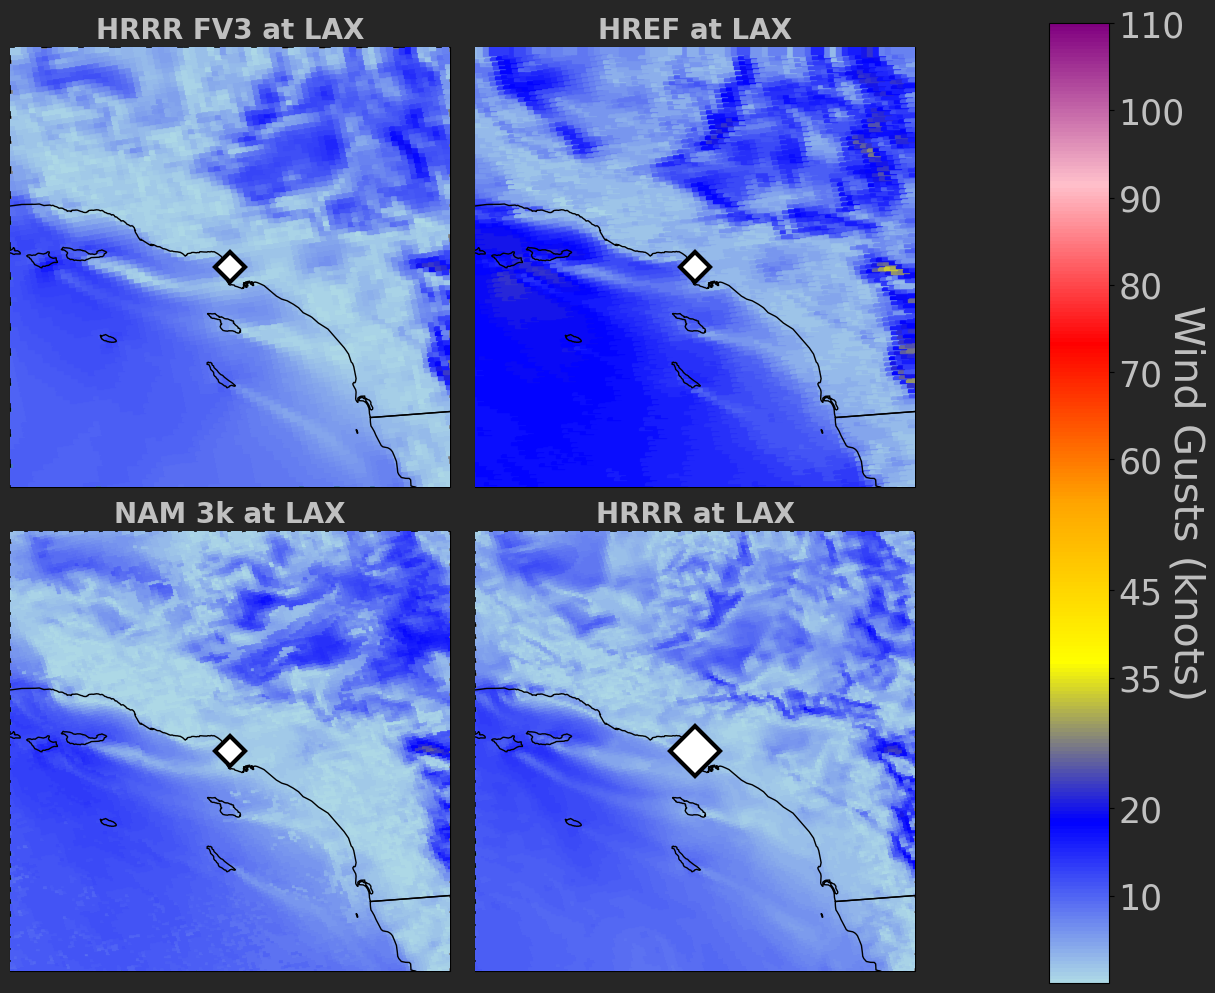 HRRR FV3 at LAX
HREF at LAX
NAM 3k at LAX
HRRR at LAX
110
100
90
80
70
60
45
35
20
10
Wind Gusts (knots)